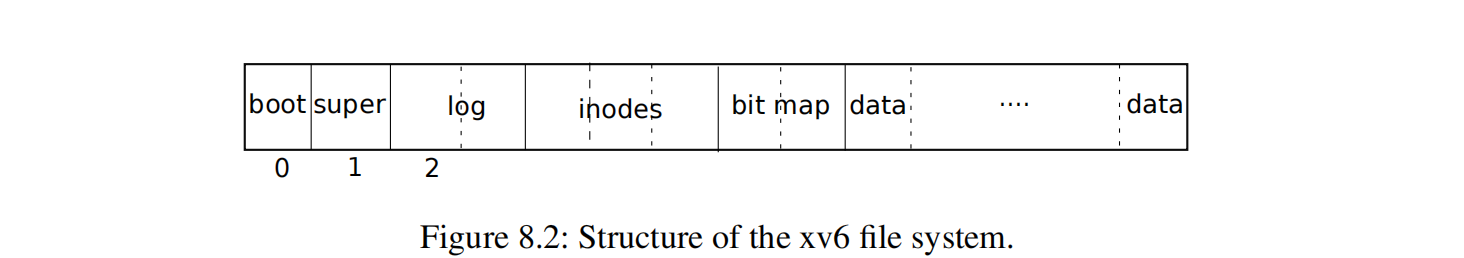 boot super log inodes bit map data .... data
0 1 2
Figure 8.2: Structure of the xv6 file system.